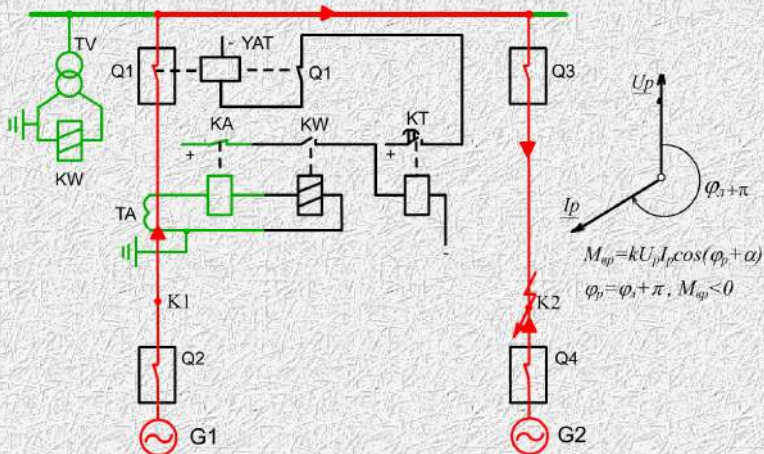 TV
Q1
- YAT
Q1
Q3
KA
KW
KT
+
+
KW
TA
-
K1
K2
Q2
Q4
G1
G2
Up
Ip
φл+π
Mвр=kUpIpcos(φp+α)
φp=φл+π, Mвр<0